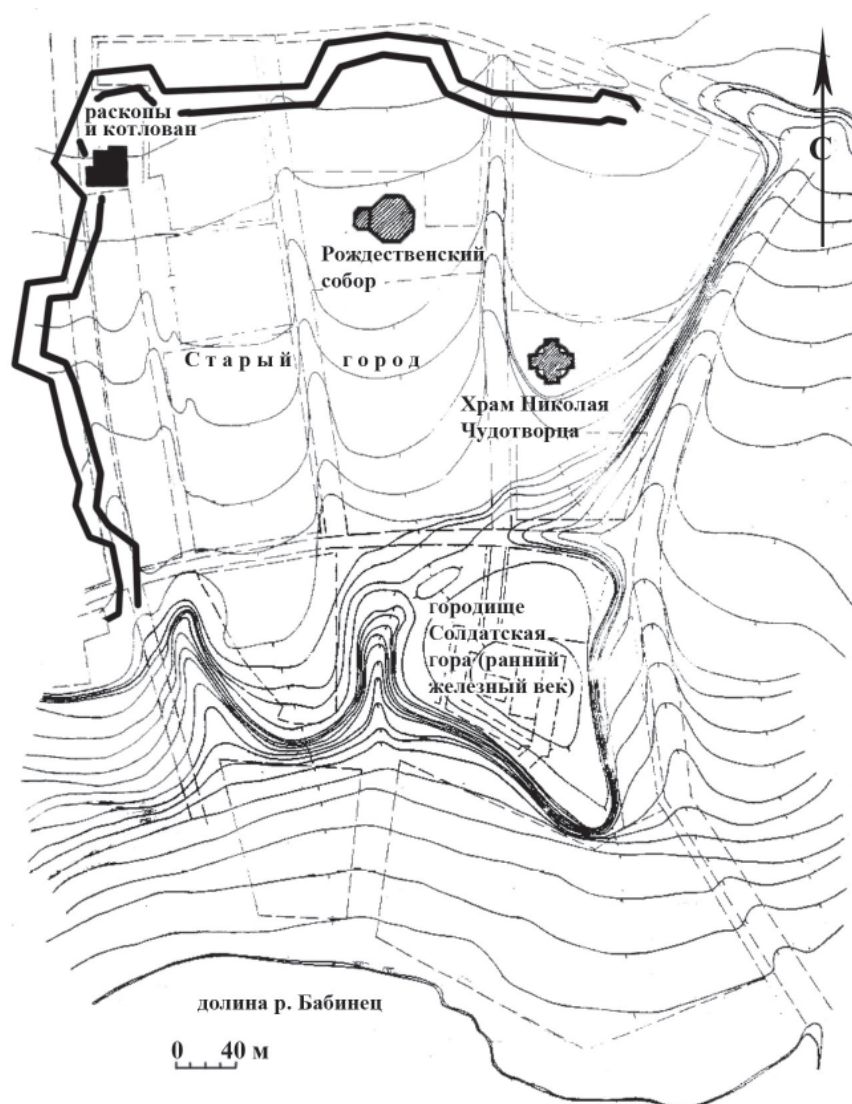 раскопы
и котлован
С
Рождественский
собор
Старый город
Храм Николая
Чудотворца
городище
Солдатская
гора (ранний
железный век)
долина р. Бабинец
0 40 м